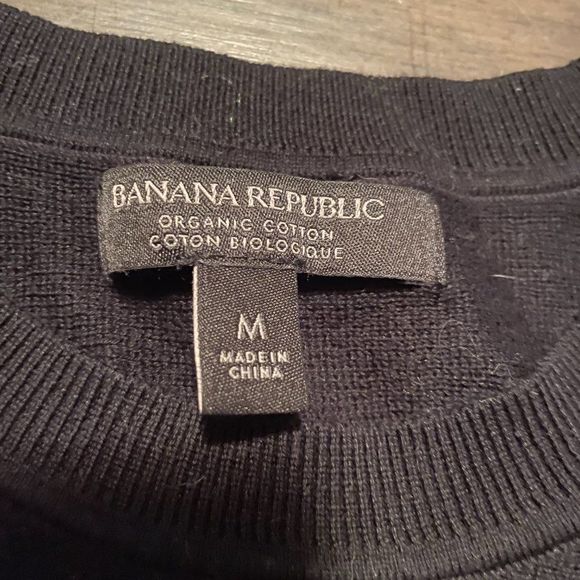 BANANA REPUBLIC
ORGANIC COTTON
COTON BIOLOGIQUE
M
MADE IN
CHINA